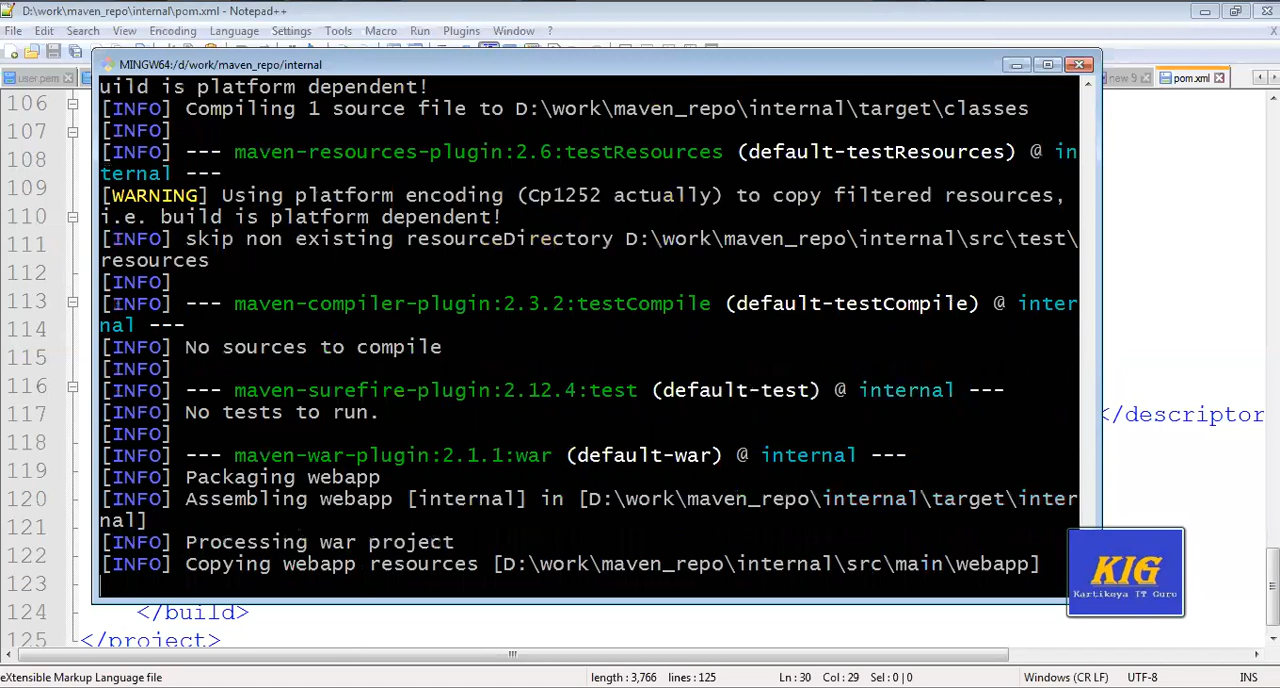 D:\work\maven_repo\internal\pom.xml - Notepad++
File Edit Search View Encoding Language Settings Tools Macro Run Plugins Window ?
user pem
new 9
pom.xml
MINGW64:/d/work/maven_repo/internal
uild is platform dependent!
[INFO] Compiling 1 source file to D:\work\maven_repo\internal\target\classes
[INFO]
[INFO] --- maven-resources-plugin:2.6:testResources (default-testResources) @ in
ternal ---
[WARNING] Using platform encoding (Cp1252 actually) to copy filtered resources,
i.e. build is platform dependent!
[INFO] skip non existing resourceDirectory D:\work\maven_repo\internal\src\test\
resources
[INFO]
[INFO] --- maven-compiler-plugin:2.3.2:testCompile (default-testCompile) @ inter
nal ---
[INFO] No sources to compile
[INFO]
[INFO] --- maven-surefire-plugin:2.12.4:test (default-test) @ internal ---
[INFO] No tests to run.
[INFO]
[INFO] --- maven-war-plugin:2.1.1:war (default-war) @ internal ---
[INFO] Packaging webapp
[INFO] Assembling webapp [internal] in [D:\work\maven_repo\internal\target\inter
nal]
[INFO] Processing war project
[INFO] Copying webapp resources [D:\work\maven_repo\internal\src\main\webapp]
106
107
108
109
110
111
112
113
114
115
116
117
118
119
120
121
122
123
124
125
</descriptor
</build>
</project>
KIG
Kartikeya IT Guru
eXtensible Markup Language file
length : 3,766 lines : 125
Ln : 30 Col : 29 Sel : 0 | 0
Windows (CR LF)
UTF-8
INS